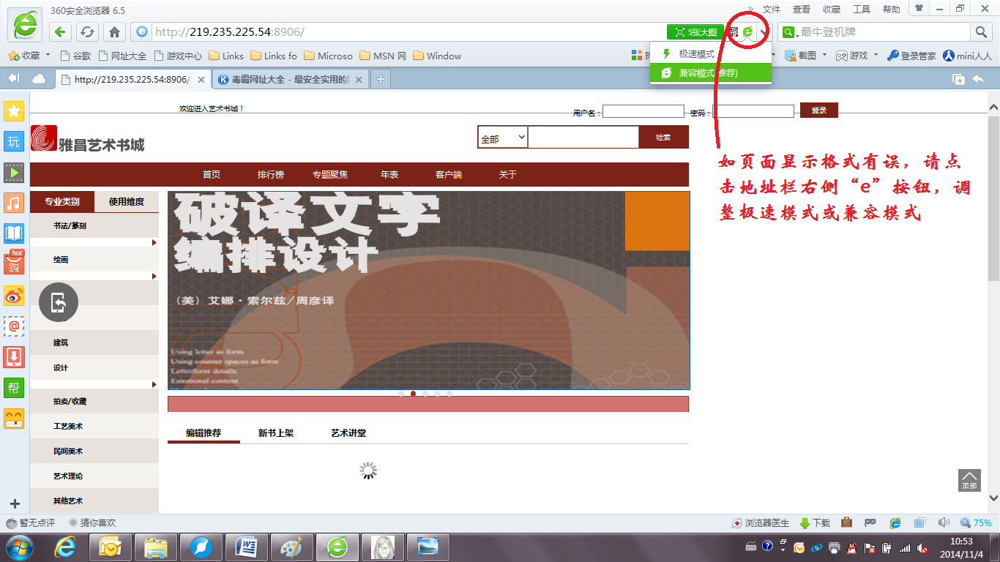 360安全浏览器 6.5
文件 查看 收藏 工具 帮助
http://219.235.225.54:8906/
5张大图
最牛登机牌
收藏 谷歌 网址大全 游戏中心 Links Links fo Microso MSN 网 Window
截图 游戏 登录管家 mini人人
极速模式
兼容模式(推荐)
http://219.235.225.54:8906/
毒霸网址大全 - 最安全实用的
欢迎进入艺术书城！
用户名： 密码： 登录
雅昌艺术书城
全部 检索
首页 排行榜 专题聚焦 年表 客户端 关于
如页面显示格式有误，请点
击地址栏右侧“e”按钮，调
整极速模式或兼容模式
专业类别 使用维度
书法/篆刻
绘画
建筑
设计
拍卖/收藏
工艺美术
民间美术
艺术理论
其他艺术
破译文字
编排设计
（美）艾娜·索尔兹/周彦译
Using letter as form
Using counter spaces as form
Letterform details
Emotional content
编辑推荐 新书上架 艺术讲堂
玩
hot
购
@
帮
顶部
暂无点评 猜你喜欢
浏览器医生 下载 75%
10:53
2014/11/4